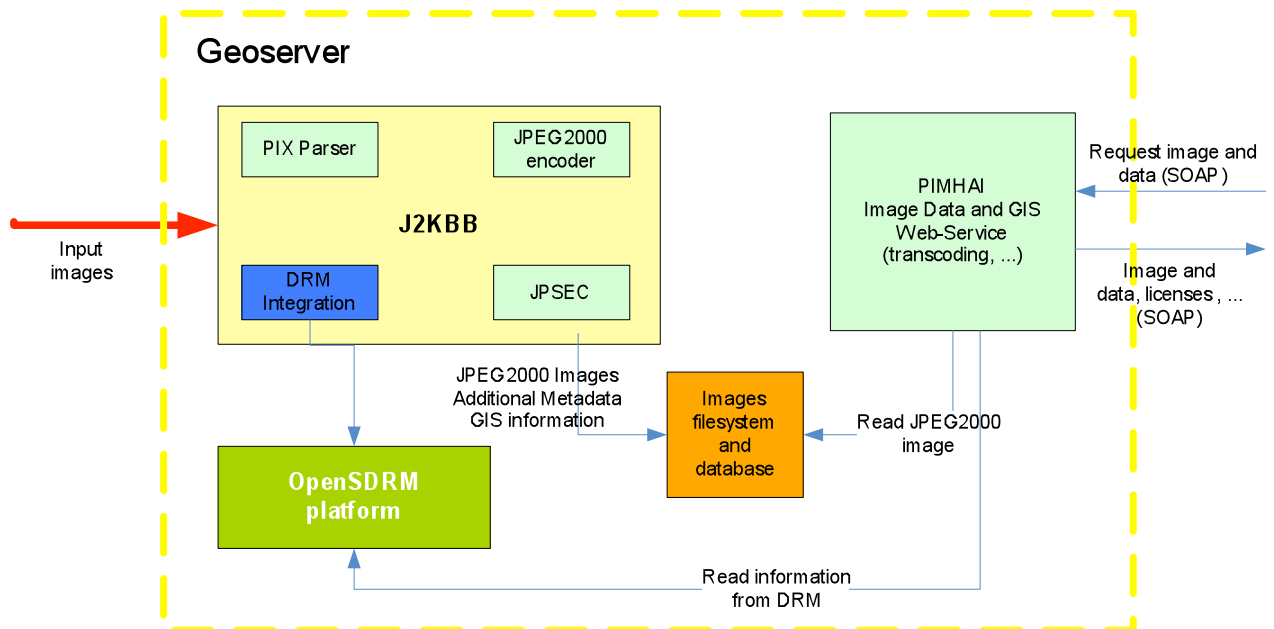 Geoserver
PIX Parser
JPEG2000
encoder
J2KBB
DRM
Integration
JPSEC
Input
images
PIMHAI
Image Data and GIS
Web-Service
(transcoding, ...)
Request image and
data (SOAP)
Image and
data, licenses, ...
(SOAP)
JPEG2000 Images
Additional Metadata
GIS information
Images
filesystem
and
database
Read JPEG2000
image
OpenSDRM
platform
Read information
from DRM